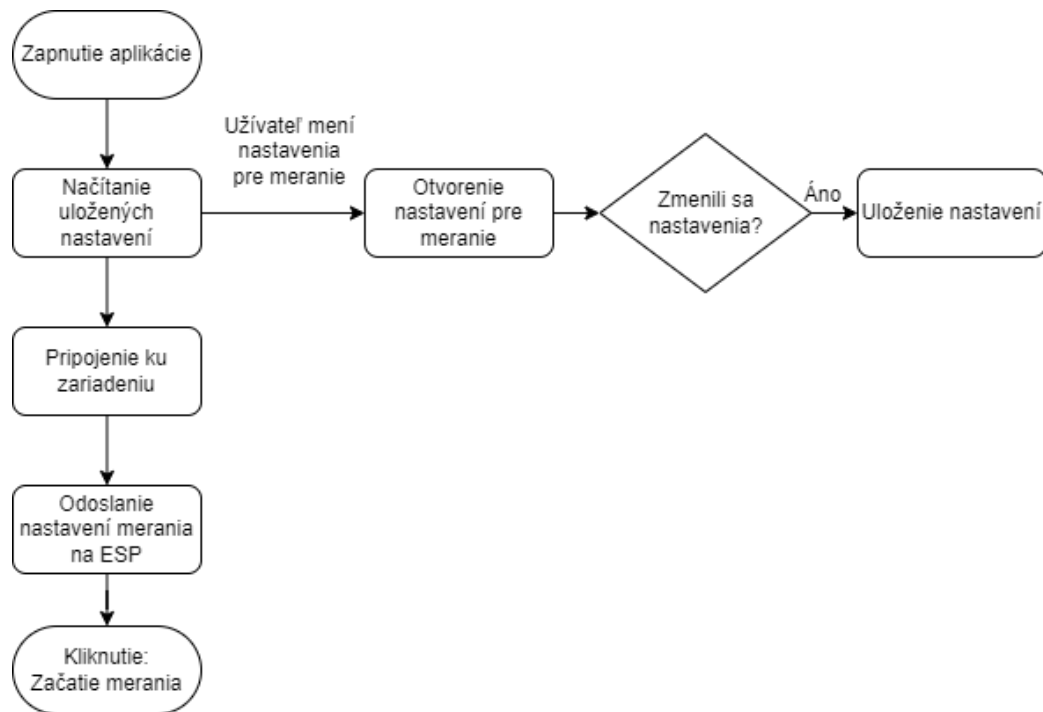 Zapnutie aplikácie
Užívateľ mení
nastavenia
pre meranie
Načítanie
uložených
nastavení
Otvorenie
nastavení pre
meranie
Zmenili sa
nastavenia?
Áno
Uloženie nastavení
Pripojenie ku
zariadeniu
Odoslanie
nastavení merania
na ESP
Kliknutie:
Začatie merania